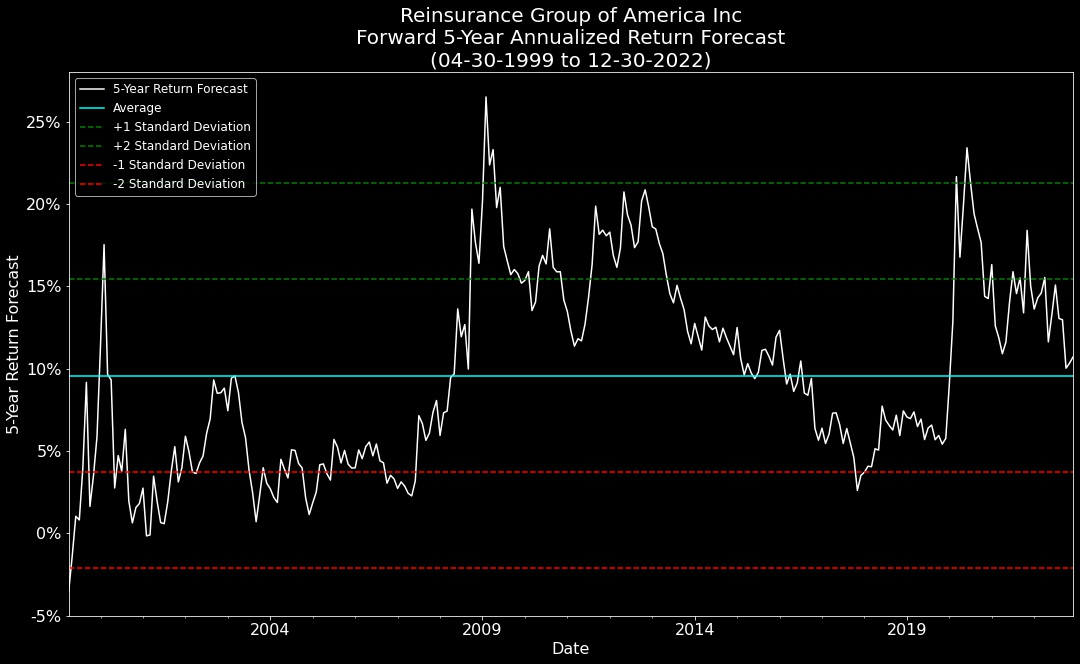 Reinsurance Group of America Inc
Forward 5-Year Annualized Return Forecast
(04-30-1999 to 12-30-2022)
5-Year Return Forecast
Average
+1 Standard Deviation
+2 Standard Deviation
-1 Standard Deviation
-2 Standard Deviation
25%
20%
15%
10%
5%
0%
-5%
5-Year Return Forecast
2004
2009
2014
2019
Date